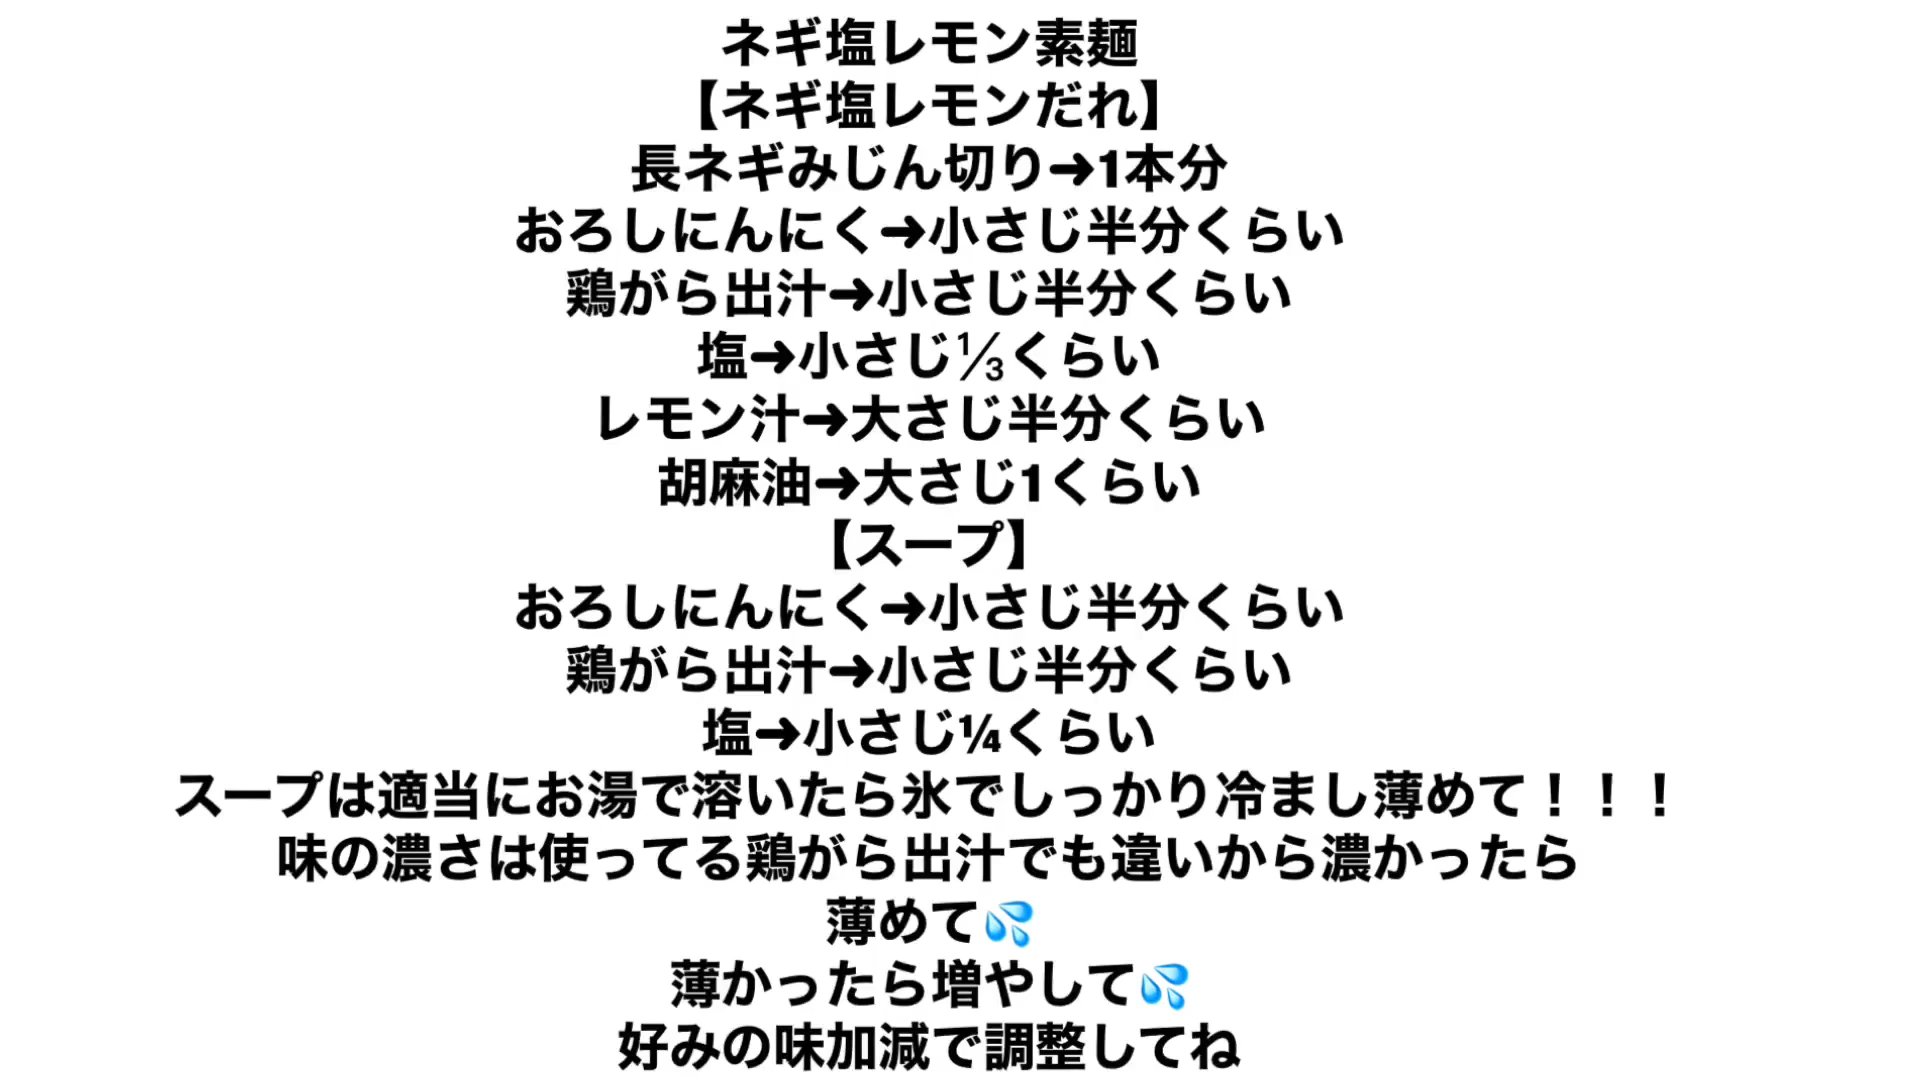 ネギ塩レモン素麺
【ネギ塩レモンだれ】
長ネギみじん切り➜1本分
おろしにんにく➜小さじ半分くらい
鶏がら出汁➜小さじ半分くらい
塩➜小さじ⅓くらい
レモン汁➜大さじ半分くらい
胡麻油➜大さじ1くらい
【スープ】
おろしにんにく➜小さじ半分くらい
鶏がら出汁➜小さじ半分くらい
塩➜小さじ¼くらい
スープは適当にお湯で溶いたら氷でしっかり冷まし薄めて！！！
味の濃さは使ってる鶏がら出汁でも違いから濃かったら
薄めて💦
薄かったら増やして💦
好みの味加減で調整してね